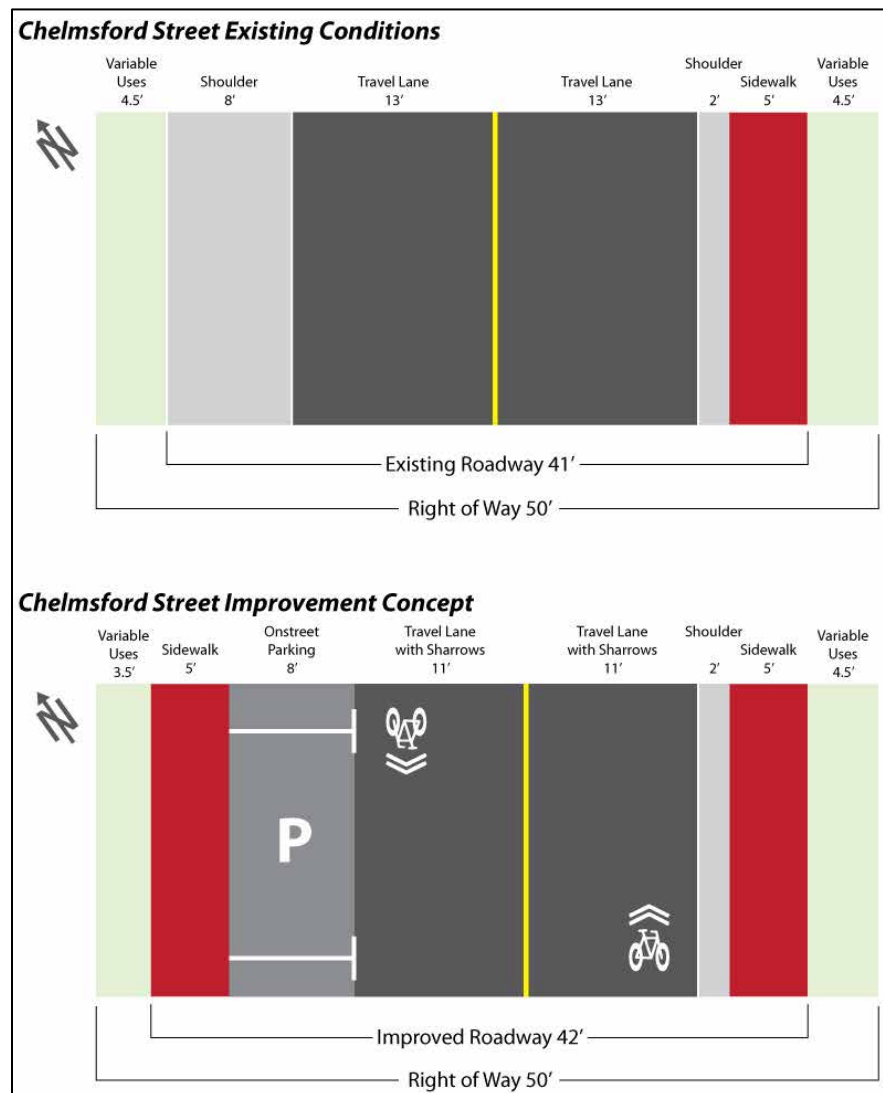 Chelmsford Street Existing Conditions
Variable
Uses
4.5'
Shoulder
8'
Travel Lane
13'
Travel Lane
13'
Shoulder
2'
Sidewalk
5'
Variable
Uses
4.5'
N
Existing Roadway 41'
Right of Way 50'
Chelmsford Street Improvement Concept
Variable
Uses
3.5'
Sidewalk
5'
Onstreet
Parking
8'
Travel Lane
with Sharrows
11'
Travel Lane
with Sharrows
11'
Shoulder
2'
Sidewalk
5'
Variable
Uses
4.5'
N
P
Improved Roadway 42'
Right of Way 50'